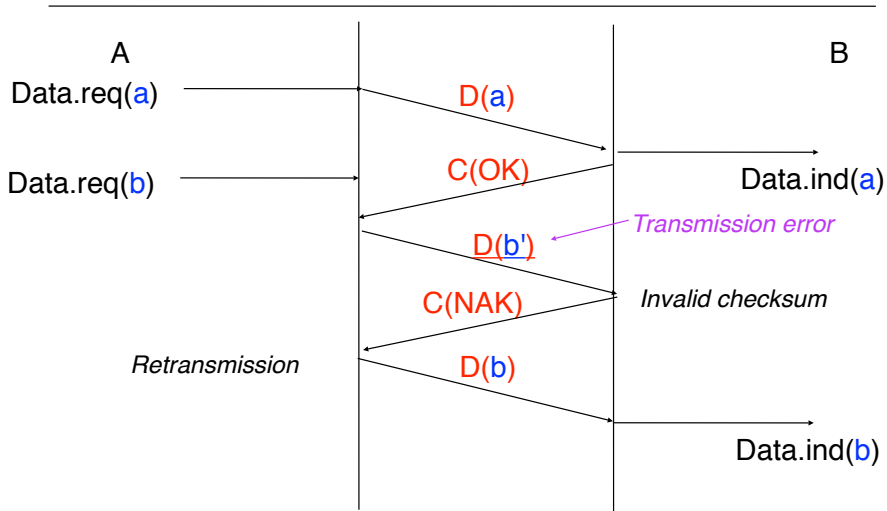 A
B
Data.req(a)
D(a)
C(OK)
Data.req(b)
Data.ind(a)
Transmission error
D(b')
Invalid checksum
C(NAK)
Retransmission
D(b)
Data.ind(b)